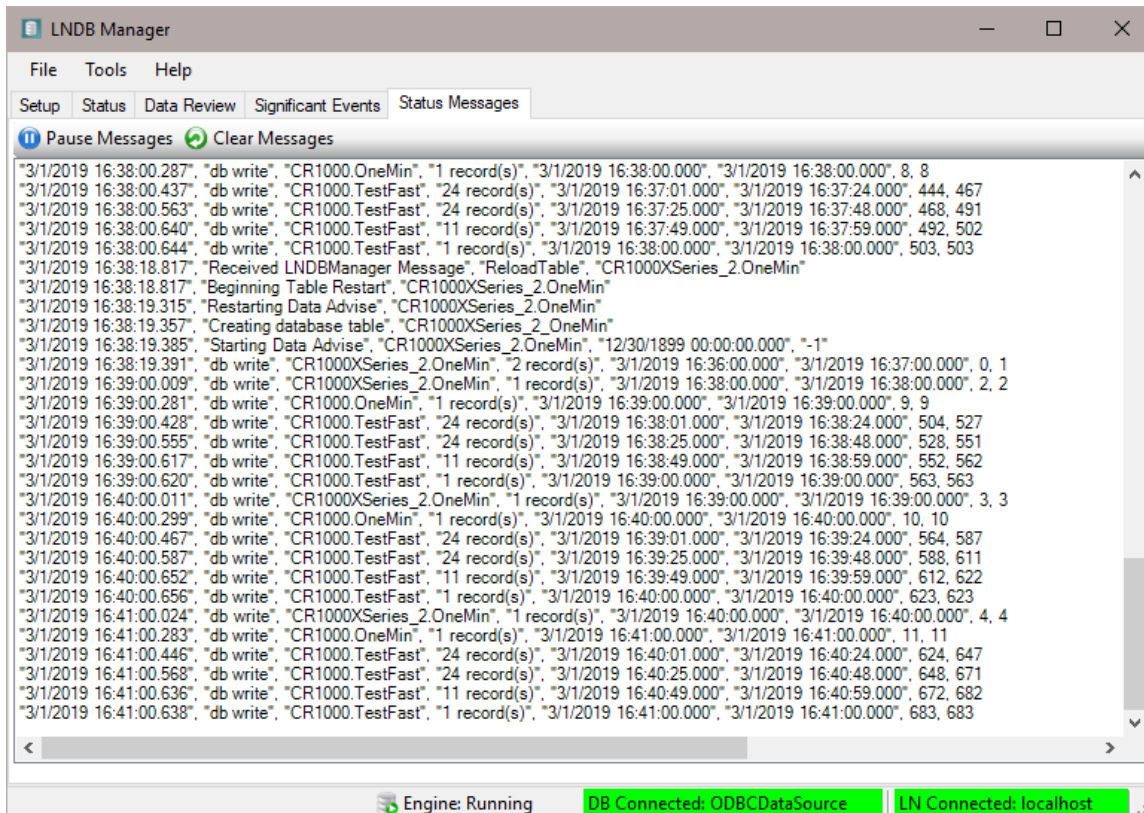 LNDB Manager
File Tools Help
Setup Status Data Review Significant Events Status Messages
Pause Messages Clear Messages
"3/1/2019 16:38:00.287", "db write", "CR1000.OneMin", "1 record(s)", "3/1/2019 16:38:00.000", "3/1/2019 16:38:00.000", 8, 8
"3/1/2019 16:38:00.437", "db write", "CR1000.TestFast", "24 record(s)", "3/1/2019 16:37:01.000", "3/1/2019 16:37:24.000", 444, 467
"3/1/2019 16:38:00.563", "db write", "CR1000.TestFast", "24 record(s)", "3/1/2019 16:37:25.000", "3/1/2019 16:37:48.000", 468, 491
"3/1/2019 16:38:00.640", "db write", "CR1000.TestFast", "11 record(s)", "3/1/2019 16:37:49.000", "3/1/2019 16:37:59.000", 492, 502
"3/1/2019 16:38:00.644", "db write", "CR1000.TestFast", "1 record(s)", "3/1/2019 16:38:00.000", "3/1/2019 16:38:00.000", 503, 503
"3/1/2019 16:38:18.817", "Received LNDBManager Message", "ReloadTable", "CR1000XSeries_2.OneMin"
"3/1/2019 16:38:18.817", "Beginning Table Restart", "CR1000XSeries_2.OneMin"
"3/1/2019 16:38:19.315", "Restarting Data Advise", "CR1000XSeries_2.OneMin"
"3/1/2019 16:38:19.357", "Creating database table", "CR1000XSeries_2_OneMin"
"3/1/2019 16:38:19.385", "Starting Data Advise", "CR1000XSeries_2.OneMin", "12/30/1899 00:00:00.000", "-1"
"3/1/2019 16:38:19.391", "db write", "CR1000XSeries_2.OneMin", "2 record(s)", "3/1/2019 16:36:00.000", "3/1/2019 16:37:00.000", 0, 1
"3/1/2019 16:39:00.009", "db write", "CR1000XSeries_2.OneMin", "1 record(s)", "3/1/2019 16:38:00.000", "3/1/2019 16:38:00.000", 2, 2
"3/1/2019 16:39:00.281", "db write", "CR1000.OneMin", "1 record(s)", "3/1/2019 16:39:00.000", "3/1/2019 16:39:00.000", 9, 9
"3/1/2019 16:39:00.428", "db write", "CR1000.TestFast", "24 record(s)", "3/1/2019 16:38:01.000", "3/1/2019 16:38:24.000", 504, 527
"3/1/2019 16:39:00.555", "db write", "CR1000.TestFast", "24 record(s)", "3/1/2019 16:38:25.000", "3/1/2019 16:38:48.000", 528, 551
"3/1/2019 16:39:00.617", "db write", "CR1000.TestFast", "11 record(s)", "3/1/2019 16:38:49.000", "3/1/2019 16:38:59.000", 552, 562
"3/1/2019 16:39:00.620", "db write", "CR1000.TestFast", "1 record(s)", "3/1/2019 16:39:00.000", "3/1/2019 16:39:00.000", 563, 563
"3/1/2019 16:40:00.011", "db write", "CR1000XSeries_2.OneMin", "1 record(s)", "3/1/2019 16:39:00.000", "3/1/2019 16:39:00.000", 3, 3
"3/1/2019 16:40:00.299", "db write", "CR1000.OneMin", "1 record(s)", "3/1/2019 16:40:00.000", "3/1/2019 16:40:00.000", 10, 10
"3/1/2019 16:40:00.467", "db write", "CR1000.TestFast", "24 record(s)", "3/1/2019 16:39:01.000", "3/1/2019 16:39:24.000", 564, 587
"3/1/2019 16:40:00.587", "db write", "CR1000.TestFast", "24 record(s)", "3/1/2019 16:39:25.000", "3/1/2019 16:39:48.000", 588, 611
"3/1/2019 16:40:00.652", "db write", "CR1000.TestFast", "11 record(s)", "3/1/2019 16:39:49.000", "3/1/2019 16:39:59.000", 612, 622
"3/1/2019 16:40:00.656", "db write", "CR1000.TestFast", "1 record(s)", "3/1/2019 16:40:00.000", "3/1/2019 16:40:00.000", 623, 623
"3/1/2019 16:41:00.024", "db write", "CR1000XSeries_2.OneMin", "1 record(s)", "3/1/2019 16:40:00.000", "3/1/2019 16:40:00.000", 4, 4
"3/1/2019 16:41:00.283", "db write", "CR1000.OneMin", "1 record(s)", "3/1/2019 16:41:00.000", "3/1/2019 16:41:00.000", 11, 11
"3/1/2019 16:41:00.446", "db write", "CR1000.TestFast", "24 record(s)", "3/1/2019 16:40:01.000", "3/1/2019 16:40:24.000", 624, 647
"3/1/2019 16:41:00.568", "db write", "CR1000.TestFast", "24 record(s)", "3/1/2019 16:40:25.000", "3/1/2019 16:40:48.000", 648, 671
"3/1/2019 16:41:00.636", "db write", "CR1000.TestFast", "11 record(s)", "3/1/2019 16:40:49.000", "3/1/2019 16:40:59.000", 672, 682
"3/1/2019 16:41:00.638", "db write", "CR1000.TestFast", "1 record(s)", "3/1/2019 16:41:00.000", "3/1/2019 16:41:00.000", 683, 683
Engine: Running DB Connected: ODBCDataSource LN Connected: localhost